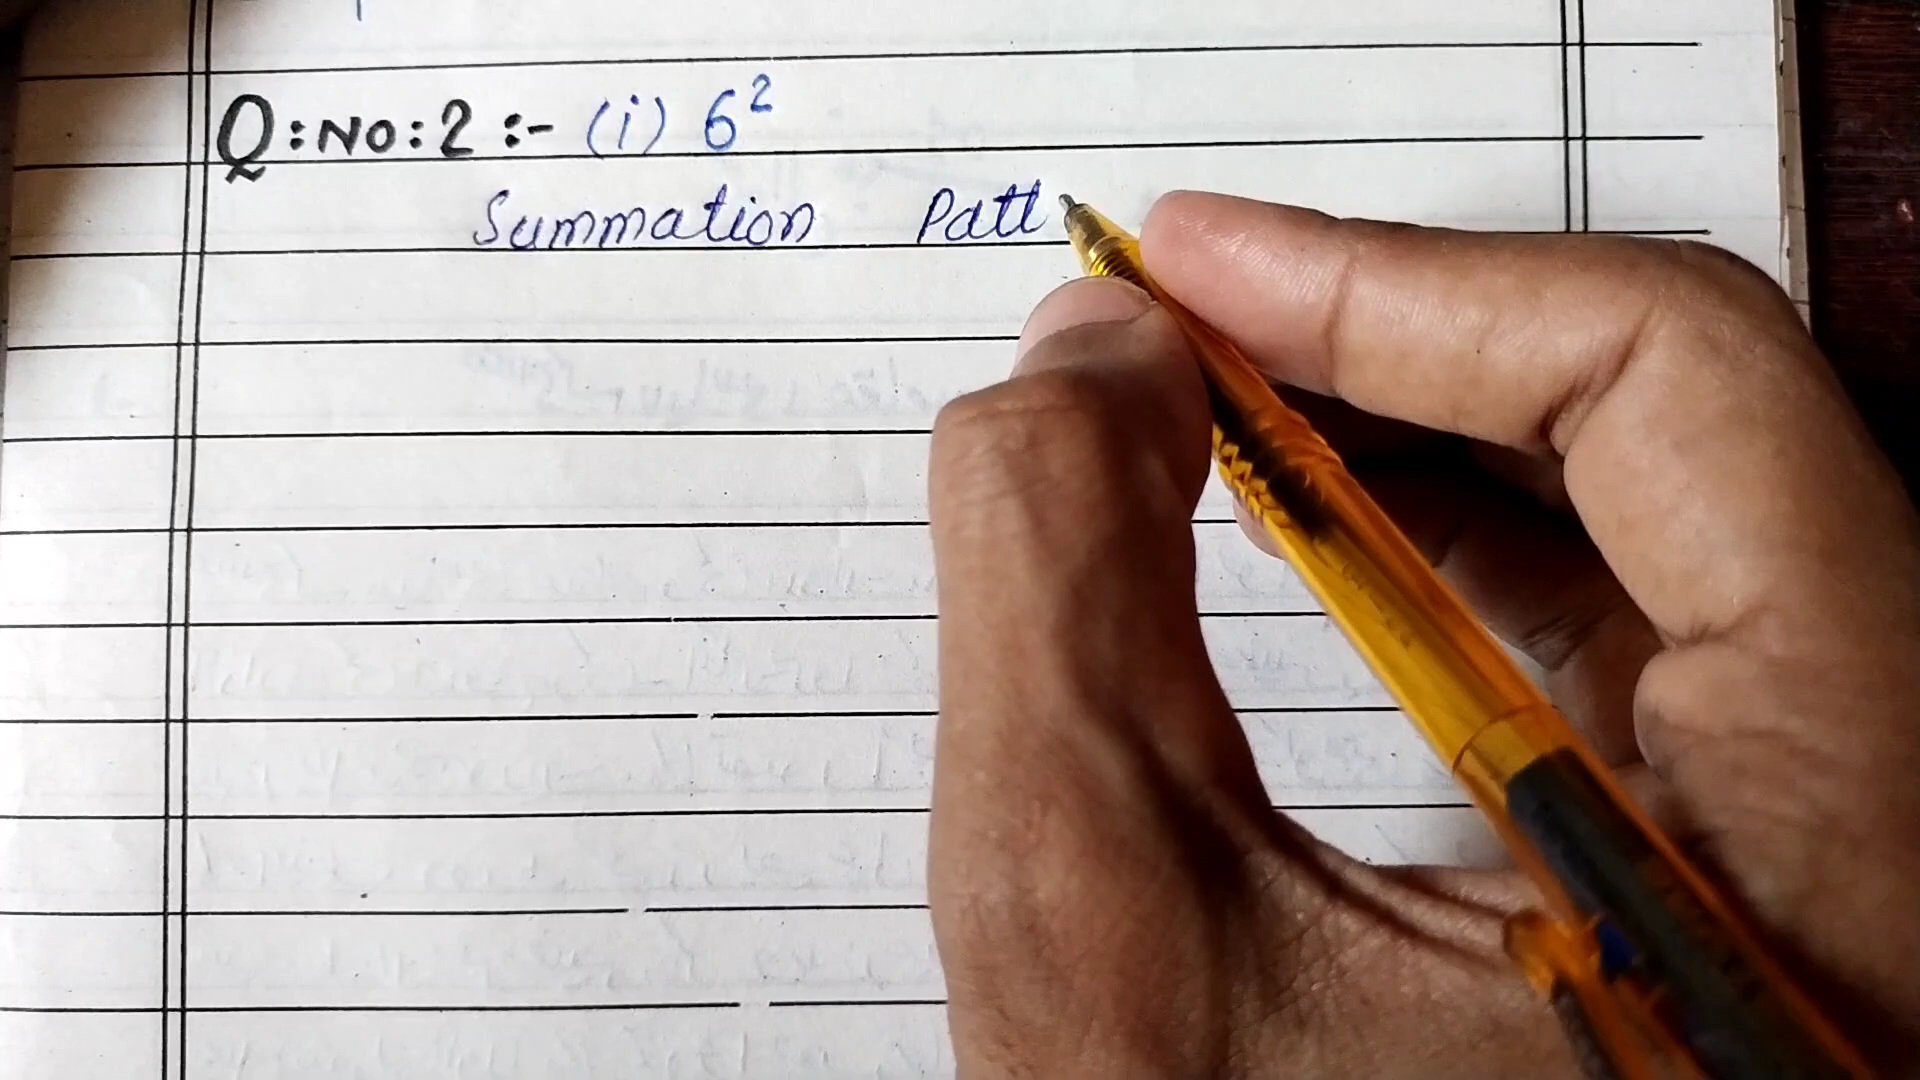 Q:NO:2:- (i) 6²
Summation Patt